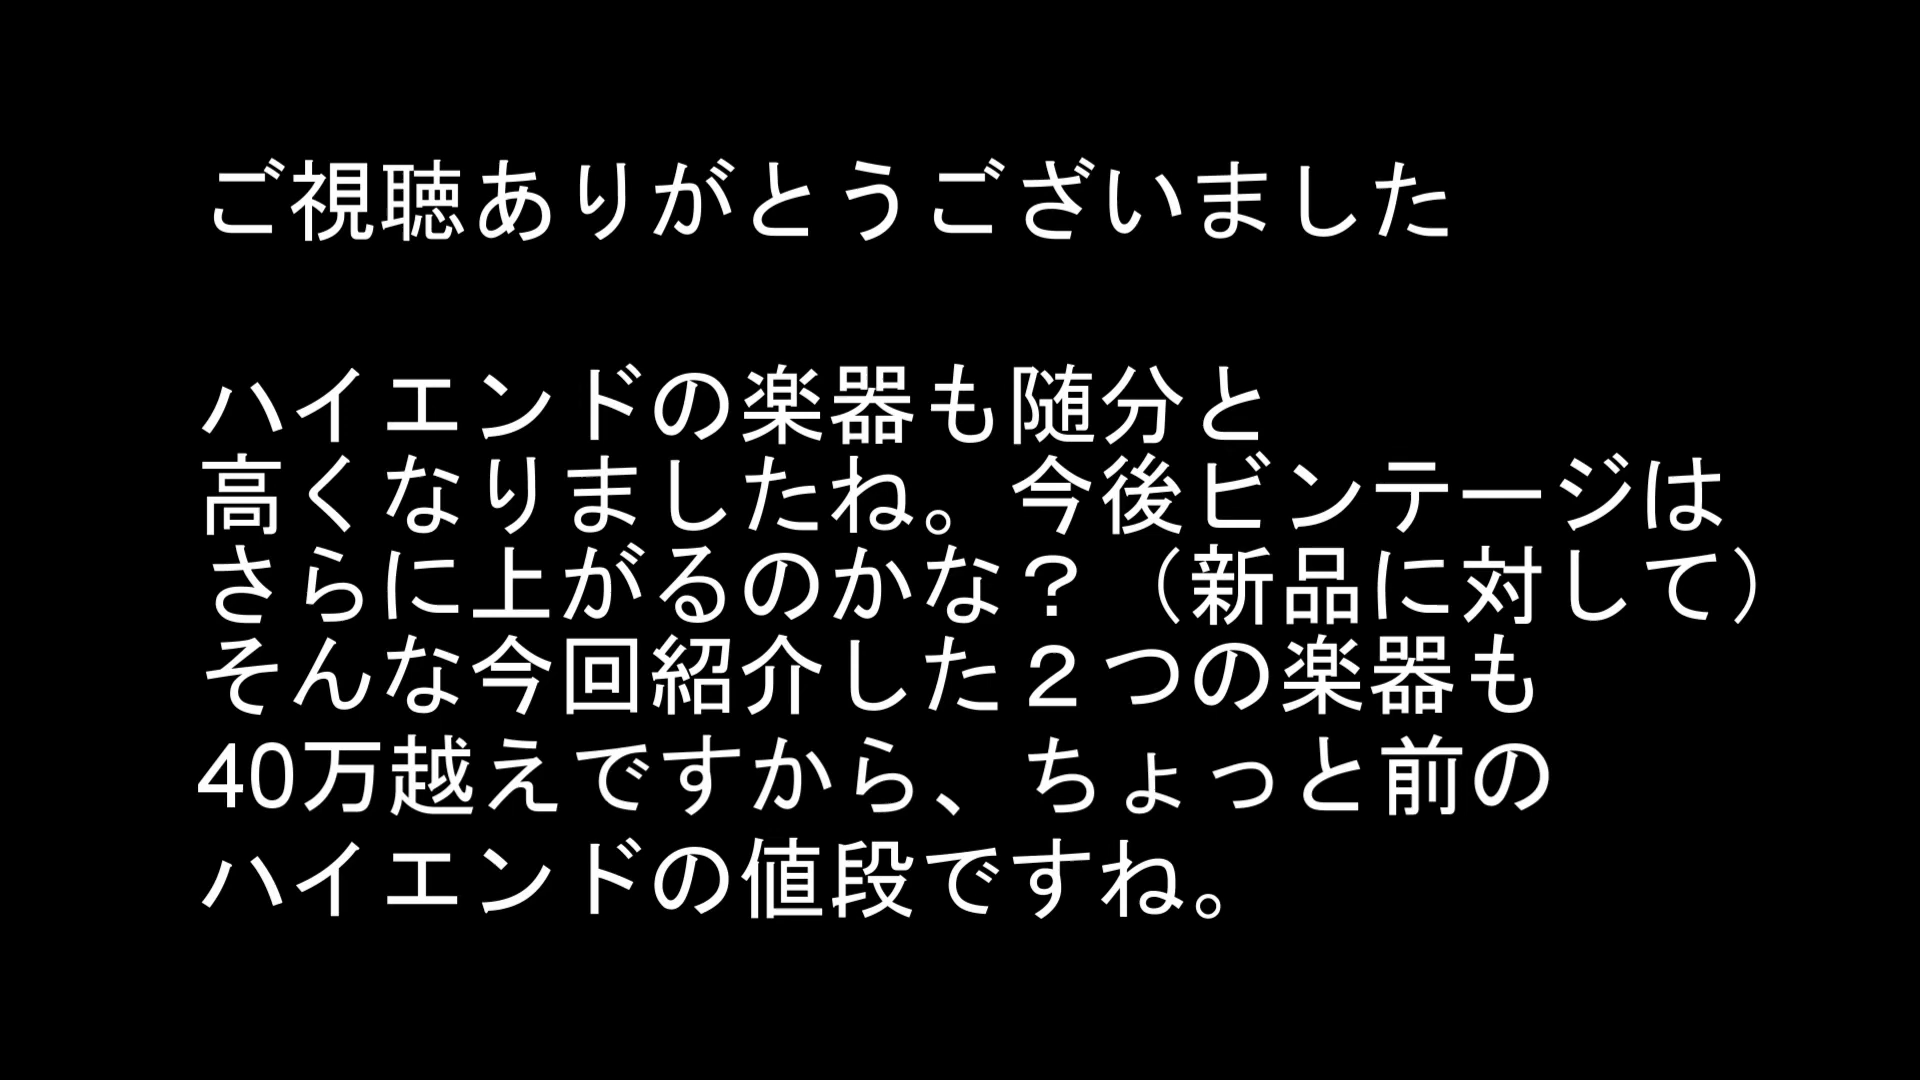 ご視聴ありがとうございました
ハイエンドの楽器も随分と
高くなりましたね。今後ビンテージは
さらに上がるのかな？（新品に対して）
そんな今回紹介した２つの楽器も
40万越えですから、ちょっと前の
ハイエンドの値段ですね。